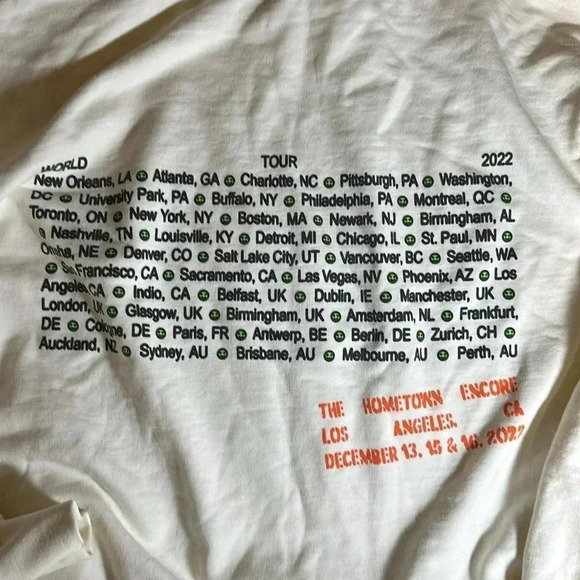 WORLD TOUR 2022
New Orleans, LA Atlanta, GA Charlotte, NC Pittsburgh, PA Washington,
DC University Park, PA Buffalo, NY Philadelphia, PA Montreal, QC
Toronto, ON New York, NY Boston, MA Newark, NJ Birmingham, AL
Nashville, TN Louisville, KY Detroit, MI Chicago, IL St. Paul, MN
Omaha, NE Denver, CO Salt Lake City, UT Vancouver, BC Seattle, WA
San Francisco, CA Sacramento, CA Las Vegas, NV Phoenix, AZ Los
Angeles, CA Indio, CA Belfast, UK Dublin, IE Manchester, UK
London, UK Glasgow, UK Birmingham, UK Amsterdam, NL Frankfurt,
DE Cologne, DE Paris, FR Antwerp, BE Berlin, DE Zurich, CH
Auckland, NZ Sydney, AU Brisbane, AU Melbourne, AU Perth, AU
THE HOMETOWN ENCORE
LOS ANGELES, CA
DECEMBER 13, 15 & 16, 2022